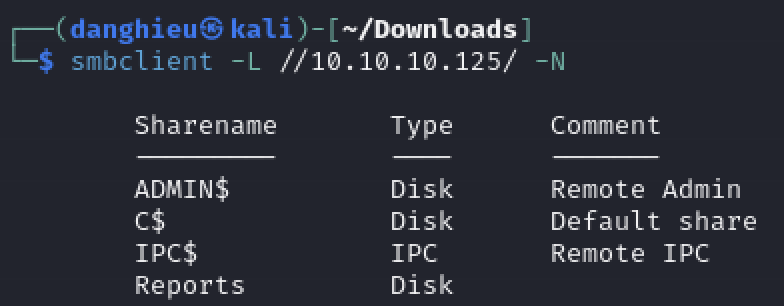 ┌──(danghieu㉿kali)-[~/Downloads]
└─$ smbclient -L //10.10.10.125/ -N
Sharename Type Comment
--------- ---- -------
ADMIN$ Disk Remote Admin
C$ Disk Default share
IPC$ IPC Remote IPC
Reports Disk